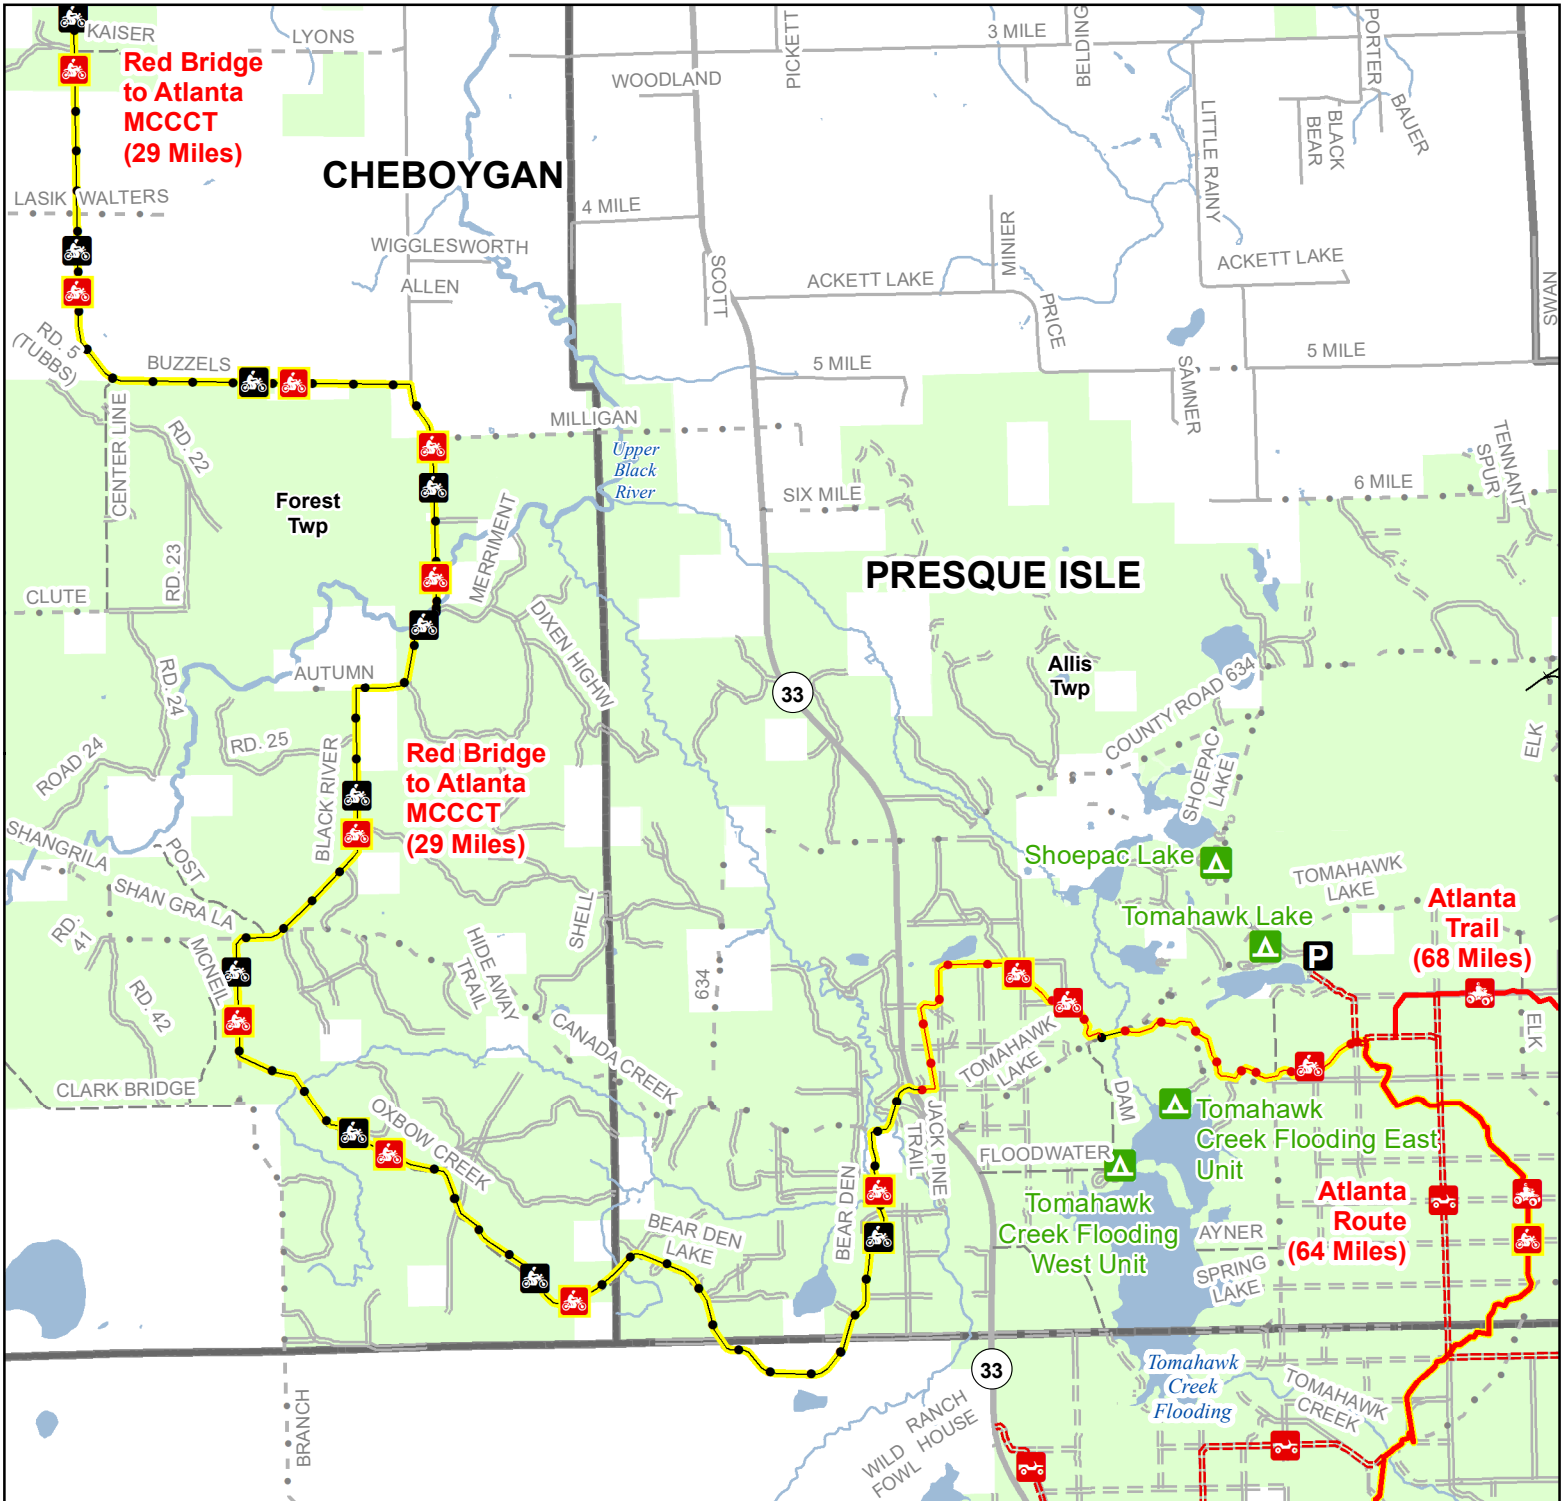 KAISER
LYONS
Red Bridge
to Atlanta
MCCCT
(29 Miles)
CHEBOYGAN
WOODLAND
PICKETT
3 MILE
BELDING
PORTER
BAUER
BLACK
BEAR
LITTLE RAINY
LASIK WALTERS
4 MILE
WIGGLESWORTH
ALLEN
SCOTT
MINIER
ACKETT LAKE
ACKETT LAKE
PRICE
SWAN
RD. 5
(TUBBS)
BUZZELS
5 MILE
5 MILE
SAMNER
CENTER LINE
RD. 22
MILLIGAN
Upper
Black
River
SIX MILE
6 MILE
TENNANT
SPUR
Forest
Twp
MERRIMENT
RD. 23
PRESQUE ISLE
CLUTE
DIXEN HIGHW
AUTUMN
RD. 24
33
Allis
Twp
COUNTY ROAD 634
ELK
ROAD 24
RD. 25
BLACK RIVER
Red Bridge
to Atlanta
MCCCT
(29 Miles)
SHOEPAC
LAKE
SHANGRILA
POST
SHAN GRA LA
Shoepac Lake
TOMAHAWK
LAKE
Tomahawk Lake
P
Atlanta
Trail
(68 Miles)
RD.
41
MCNEIL
HIDE AWAY
TRAIL
SHELL
634
RD. 42
CANADA CREEK
TOMAHAWK
LAKE
ELK
CLARK BRIDGE
OXBOW CREEK
JACK PINE
TRAIL
DAM
Tomahawk
Creek Flooding East
Unit
FLOODWATER
BEAR DEN
Tomahawk
Creek Flooding
West Unit
Atlanta
Route
(64 Miles)
BEAR DEN
LAKE
AYNER
SPRING
LAKE
33
Tomahawk
Creek
Flooding
TOMAHAWK
CREEK
BRANCH
WILD
FOWL
RANCH
HOUSE